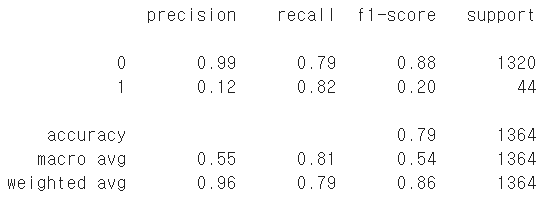 precision recall f1-score support
0 0.99 0.79 0.88 1320
1 0.12 0.82 0.20 44
accuracy 0.79 1364
macro avg 0.55 0.81 0.54 1364
weighted avg 0.96 0.79 0.86 1364